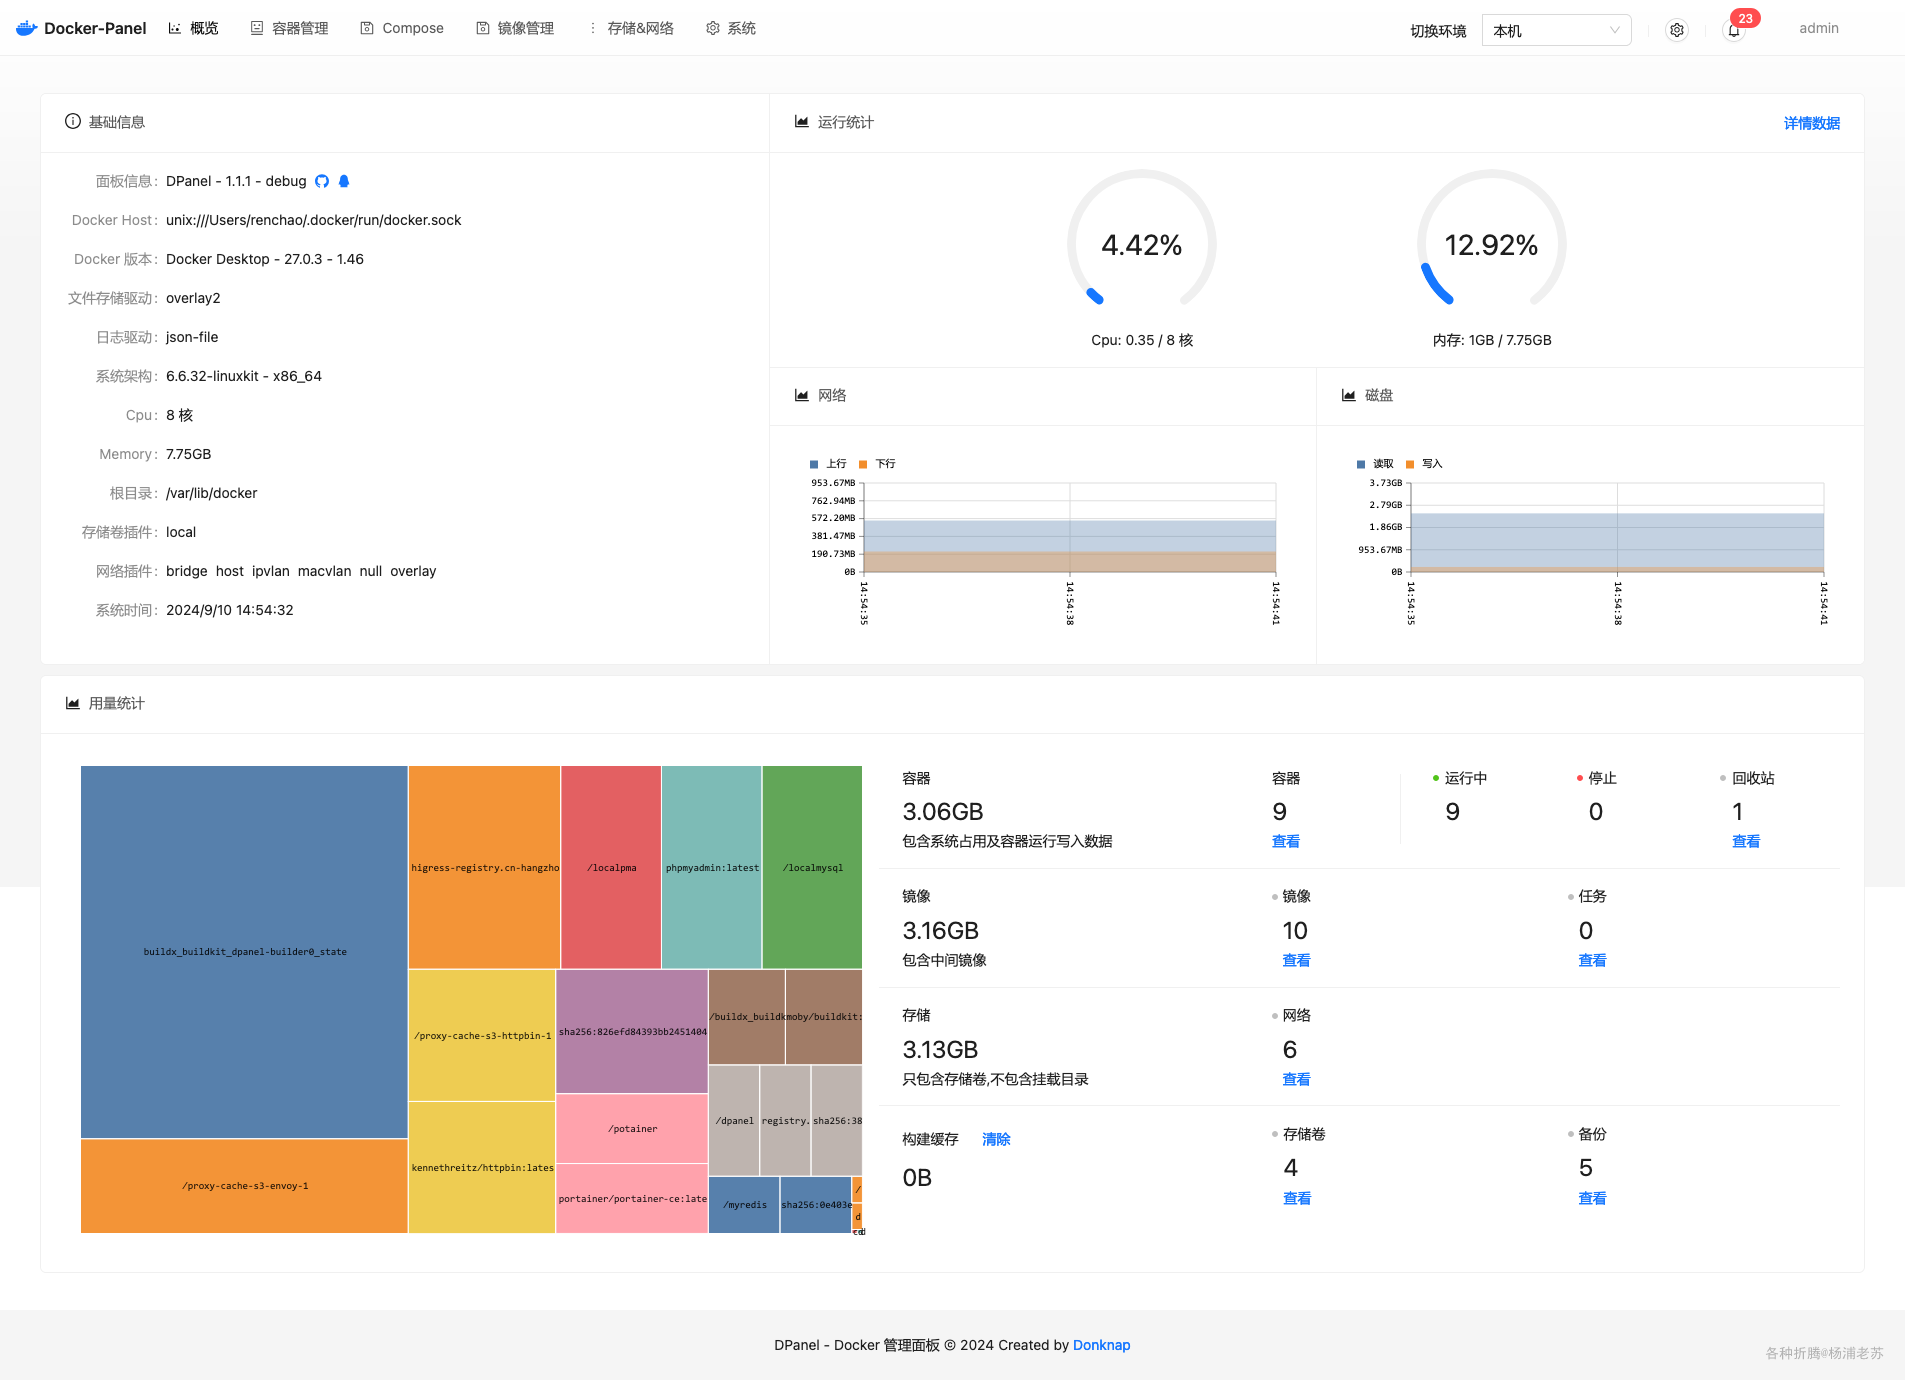 Docker-Panel 概览 容器管理 Compose 镜像管理 存储&网络 系统 切换环境 本机 23 admin
基础信息
面板信息: DPanel - 1.1.1 - debug
Docker Host: unix:///Users/renchao/.docker/run/docker.sock
Docker 版本: Docker Desktop - 27.0.3 - 1.46
文件存储驱动: overlay2
日志驱动: json-file
系统架构: 6.6.32-linuxkit - x86_64
Cpu: 8 核
Memory: 7.75GB
根目录: /var/lib/docker
存储卷插件: local
网络插件: bridge host ipvlan macvlan null overlay
系统时间: 2024/9/10 14:54:32
运行统计 详情数据
4.42% 12.92%
Cpu: 0.35 / 8 核 内存: 1GB / 7.75GB
网络
上行 下行
953.67MB
762.94MB
572.20MB
381.47MB
190.73MB
0B
14:54:35 14:54:38 14:54:41
磁盘
读取 写入
3.73GB
2.79GB
1.86GB
953.67MB
0B
14:54:35 14:54:38 14:54:41
用量统计
buildx_buildkit_dpanel-builder0_state
/proxy-cache-s3-envoy-1
higress-registry.cn-hangzho
/localpma
phpmyadmin:latest
/localmysql
/proxy-cache-s3-httpbin-1
kennethreitz/httpbin:lates
sha256:826efd84393bb2451404
/potainer
portainer/portainer-ce:late
/buildx_buildk
moby/buildkit:
/dpanel
registry.
sha256:38
/myredis
sha256:0e403e
/
d
容器 容器 运行中 停止 回收站
3.06GB 9 9 0 1
包含系统占用及容器运行写入数据 查看 查看
镜像 镜像 任务
3.16GB 10 0
包含中间镜像 查看 查看
存储 网络
3.13GB 6
只包含存储卷,不包含挂载目录 查看
构建缓存 清除 存储卷 备份
0B 4 5
查看 查看
DPanel - Docker 管理面板 © 2024 Created by Donknap
各种折腾@杨浦老苏